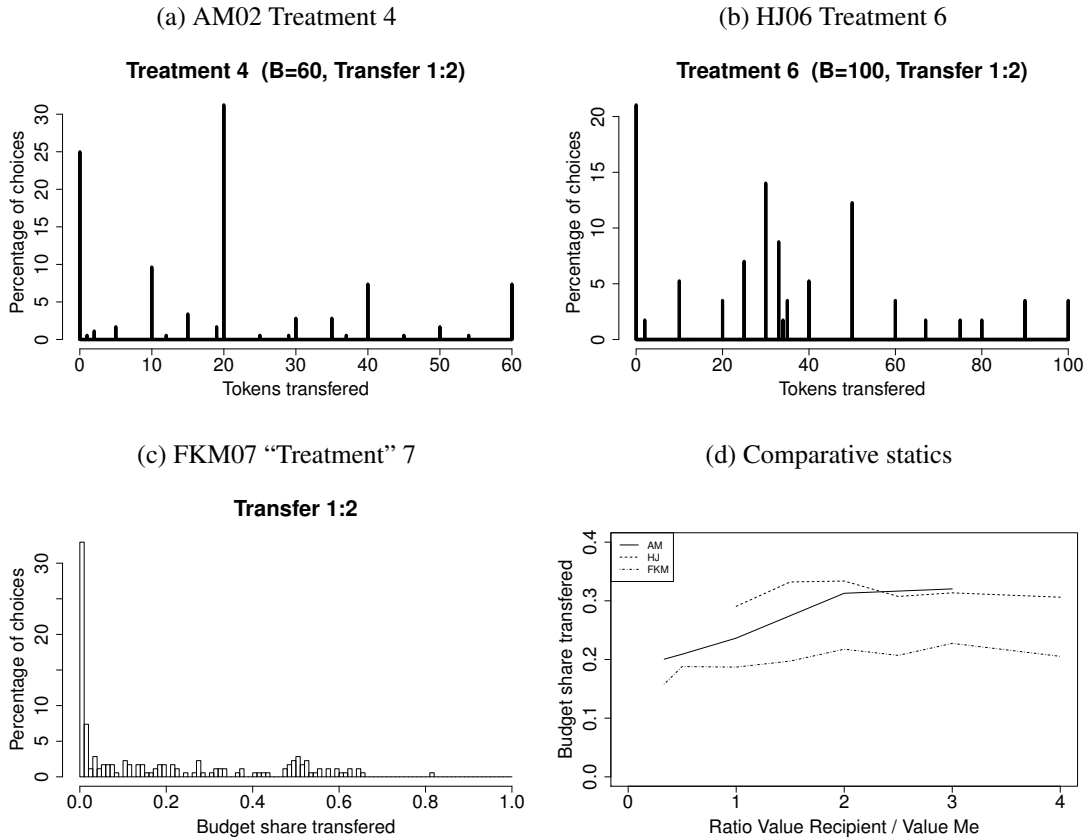 (a) AM02 Treatment 4
Treatment 4 (B=60, Transfer 1:2)
Percentage of choices
0 5 10 15 20 25 30
0 10 20 30 40 50 60
Tokens transfered
(b) HJ06 Treatment 6
Treatment 6 (B=100, Transfer 1:2)
Percentage of choices
0 5 10 15 20
0 20 40 60 80 100
Tokens transfered
(c) FKM07 “Treatment” 7
Transfer 1:2
Percentage of choices
0 5 10 20 30
0.0 0.2 0.4 0.6 0.8 1.0
Budget share transfered
(d) Comparative statics
AM
HJ
FKM
Budget share transfered
0.0 0.1 0.2 0.3 0.4
0 1 2 3 4
Ratio Value Recipient / Value Me